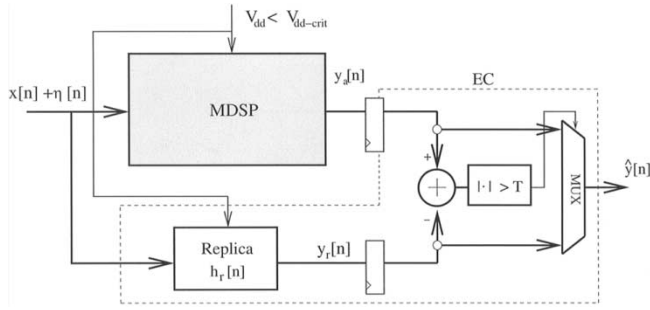 V_dd < V_dd-crit
y_a[n]
EC
x[n] +η [n]
MDSP
+
+
|·| > T
MUX
ŷ[n]
−
Replica
h_r[n]
y_r[n]